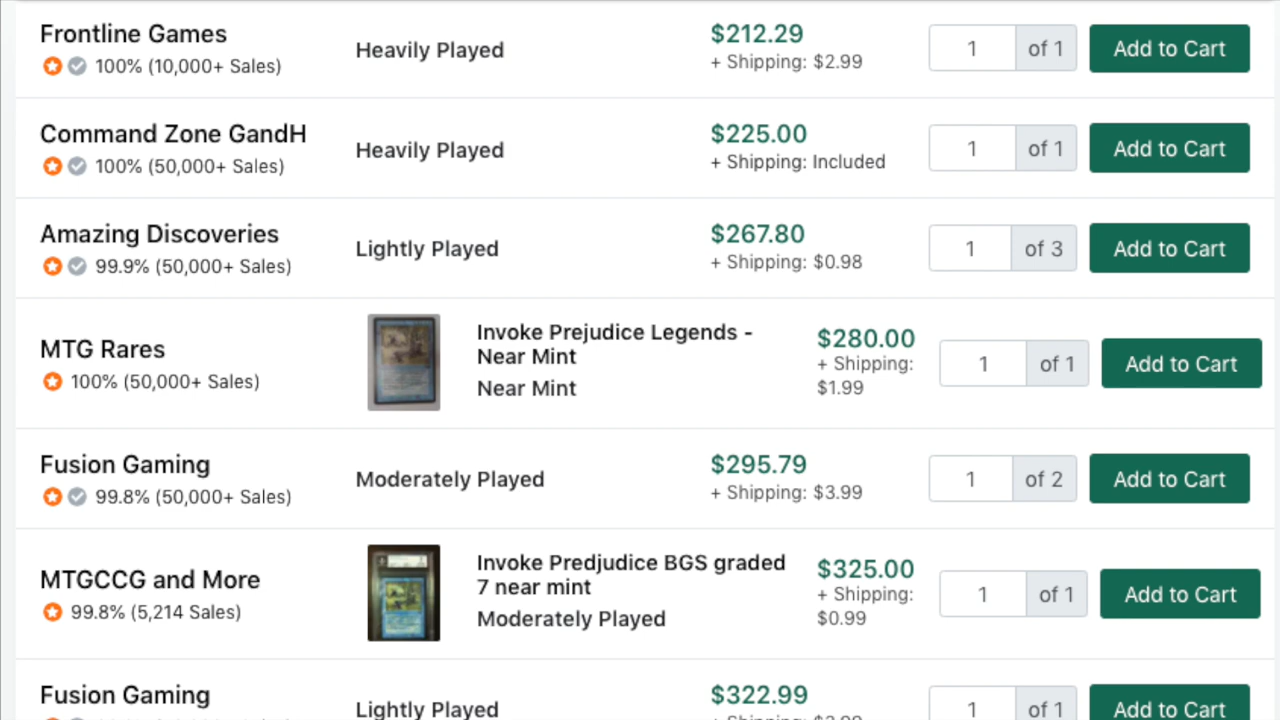 Frontline Games
100% (10,000+ Sales)
Heavily Played
$212.29
+ Shipping: $2.99
1 of 1
Add to Cart
Command Zone GandH
100% (50,000+ Sales)
Heavily Played
$225.00
+ Shipping: Included
1 of 1
Add to Cart
Amazing Discoveries
99.9% (50,000+ Sales)
Lightly Played
$267.80
+ Shipping: $0.98
1 of 3
Add to Cart
MTG Rares
100% (50,000+ Sales)
Invoke Prejudice Legends -
Near Mint
Near Mint
$280.00
+ Shipping:
$1.99
1 of 1
Add to Cart
Fusion Gaming
99.8% (50,000+ Sales)
Moderately Played
$295.79
+ Shipping: $3.99
1 of 2
Add to Cart
MTGCCG and More
99.8% (5,214 Sales)
Invoke Predjudice BGS graded
7 near mint
Moderately Played
$325.00
+ Shipping:
$0.99
1 of 1
Add to Cart
Fusion Gaming
Lightly Played
$322.99
1 of 1
Add to Cart